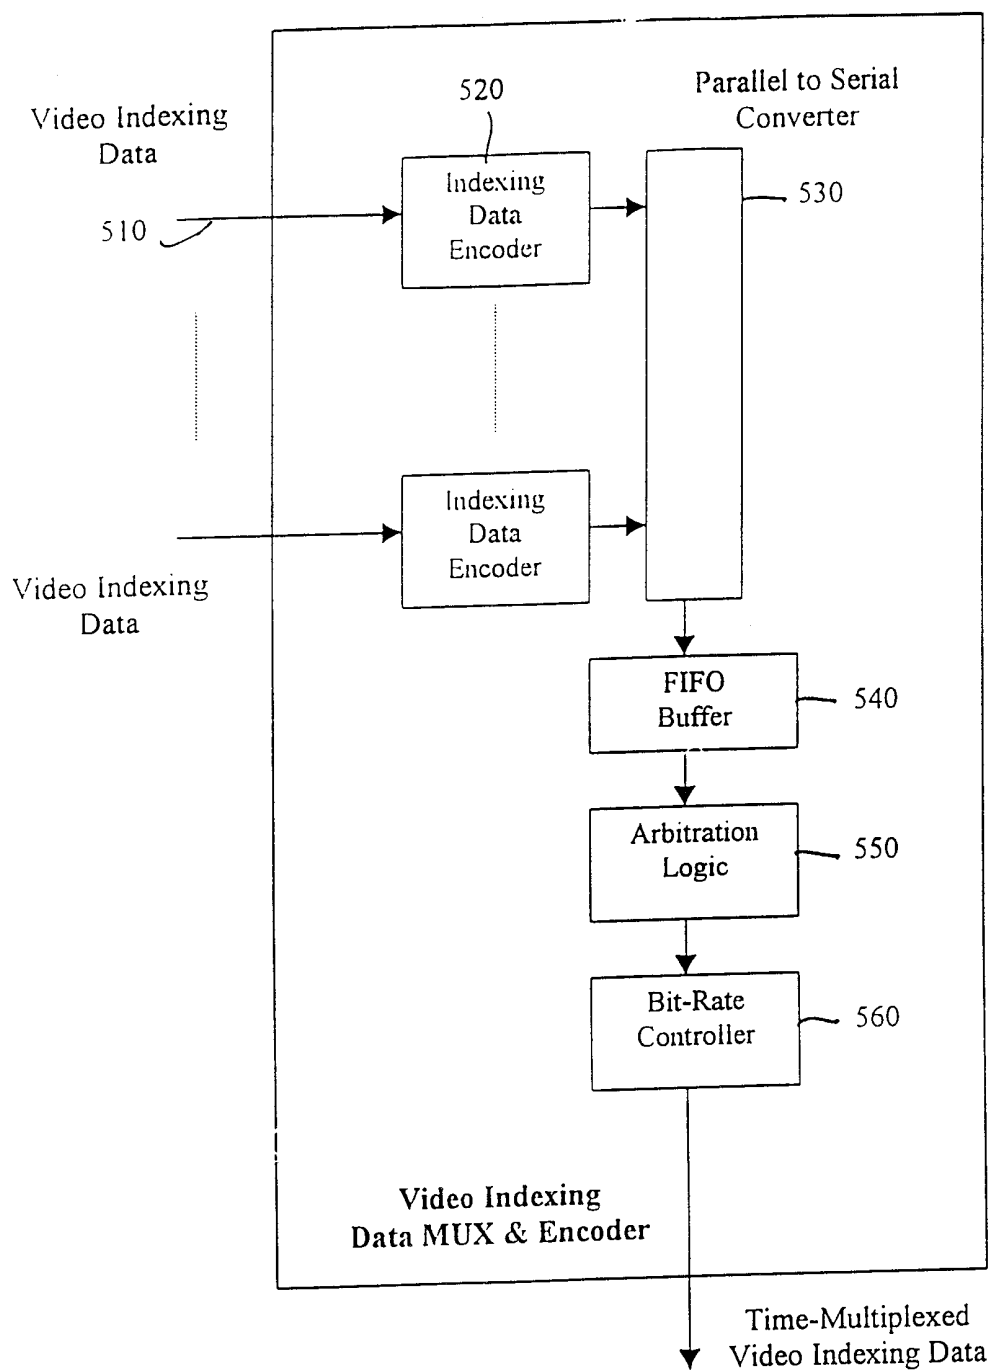 520
Parallel to Serial
Converter
Video Indexing
Data
510
Indexing
Data
Encoder
530
Indexing
Data
Encoder
Video Indexing
Data
FIFO
Buffer
540
Arbitration
Logic
550
Bit-Rate
Controller
560
Video Indexing
Data MUX & Encoder
Time-Multiplexed
Video Indexing Data